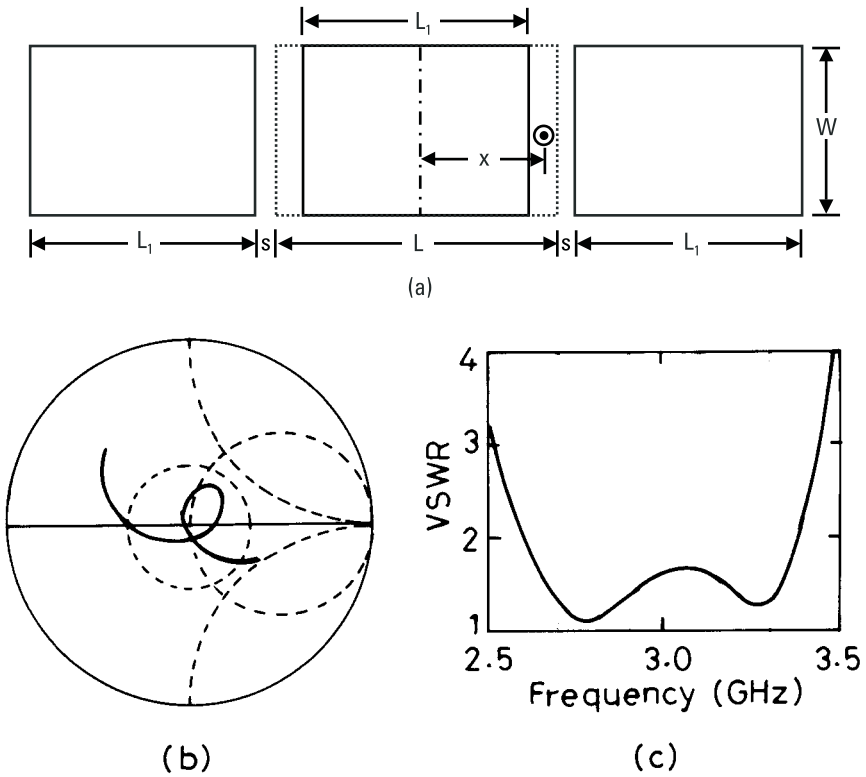 L₁
x
W
L₁ s L s L₁
(a)
4
3
2
1
VSWR
2.5 3.0 3.5
Frequency (GHz)
(b) (c)